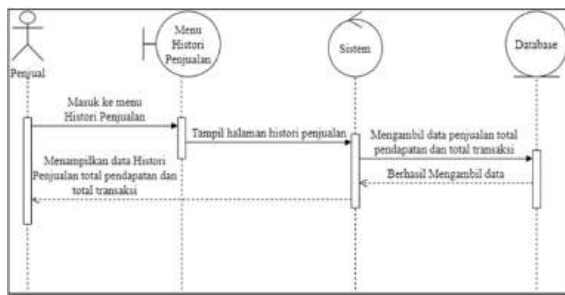 Penjual
Menu
Histori
Penjualan
Sistem
Database
Masuk ke menu
Histori Penjualan
Tampil halaman histori penjualan
Mengambil data penjualan total
pendapatan dan total transaksi
Berhasil Mengambil data
Menampilkan data Histori
Penjualan total pendapatan dan
total transaksi